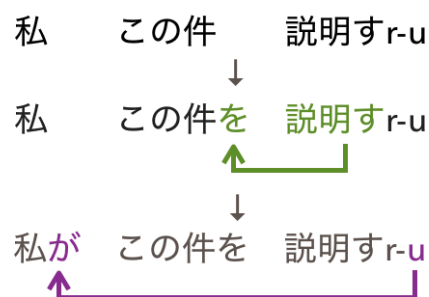 私 この件 説明すr-u
↓
私 この件を 説明すr-u
↓
私が この件を 説明すr-u